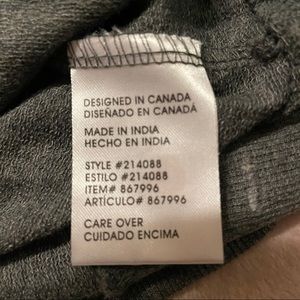 DESIGNED IN CANADA
DISEÑADO EN CANADÁ
MADE IN INDIA
HECHO EN INDIA
STYLE #214088
ESTILO #214088
ITEM# 867996
ARTÍCULO# 867996
CARE OVER
CUIDADO ENCIMA